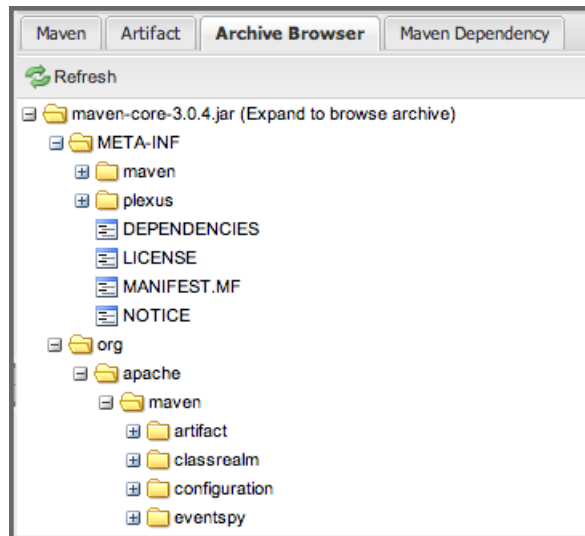 Maven Artifact Archive Browser Maven Dependency
Refresh
maven-core-3.0.4.jar (Expand to browse archive)
META-INF
maven
plexus
DEPENDENCIES
LICENSE
MANIFEST.MF
NOTICE
org
apache
maven
artifact
classrealm
configuration
eventspy